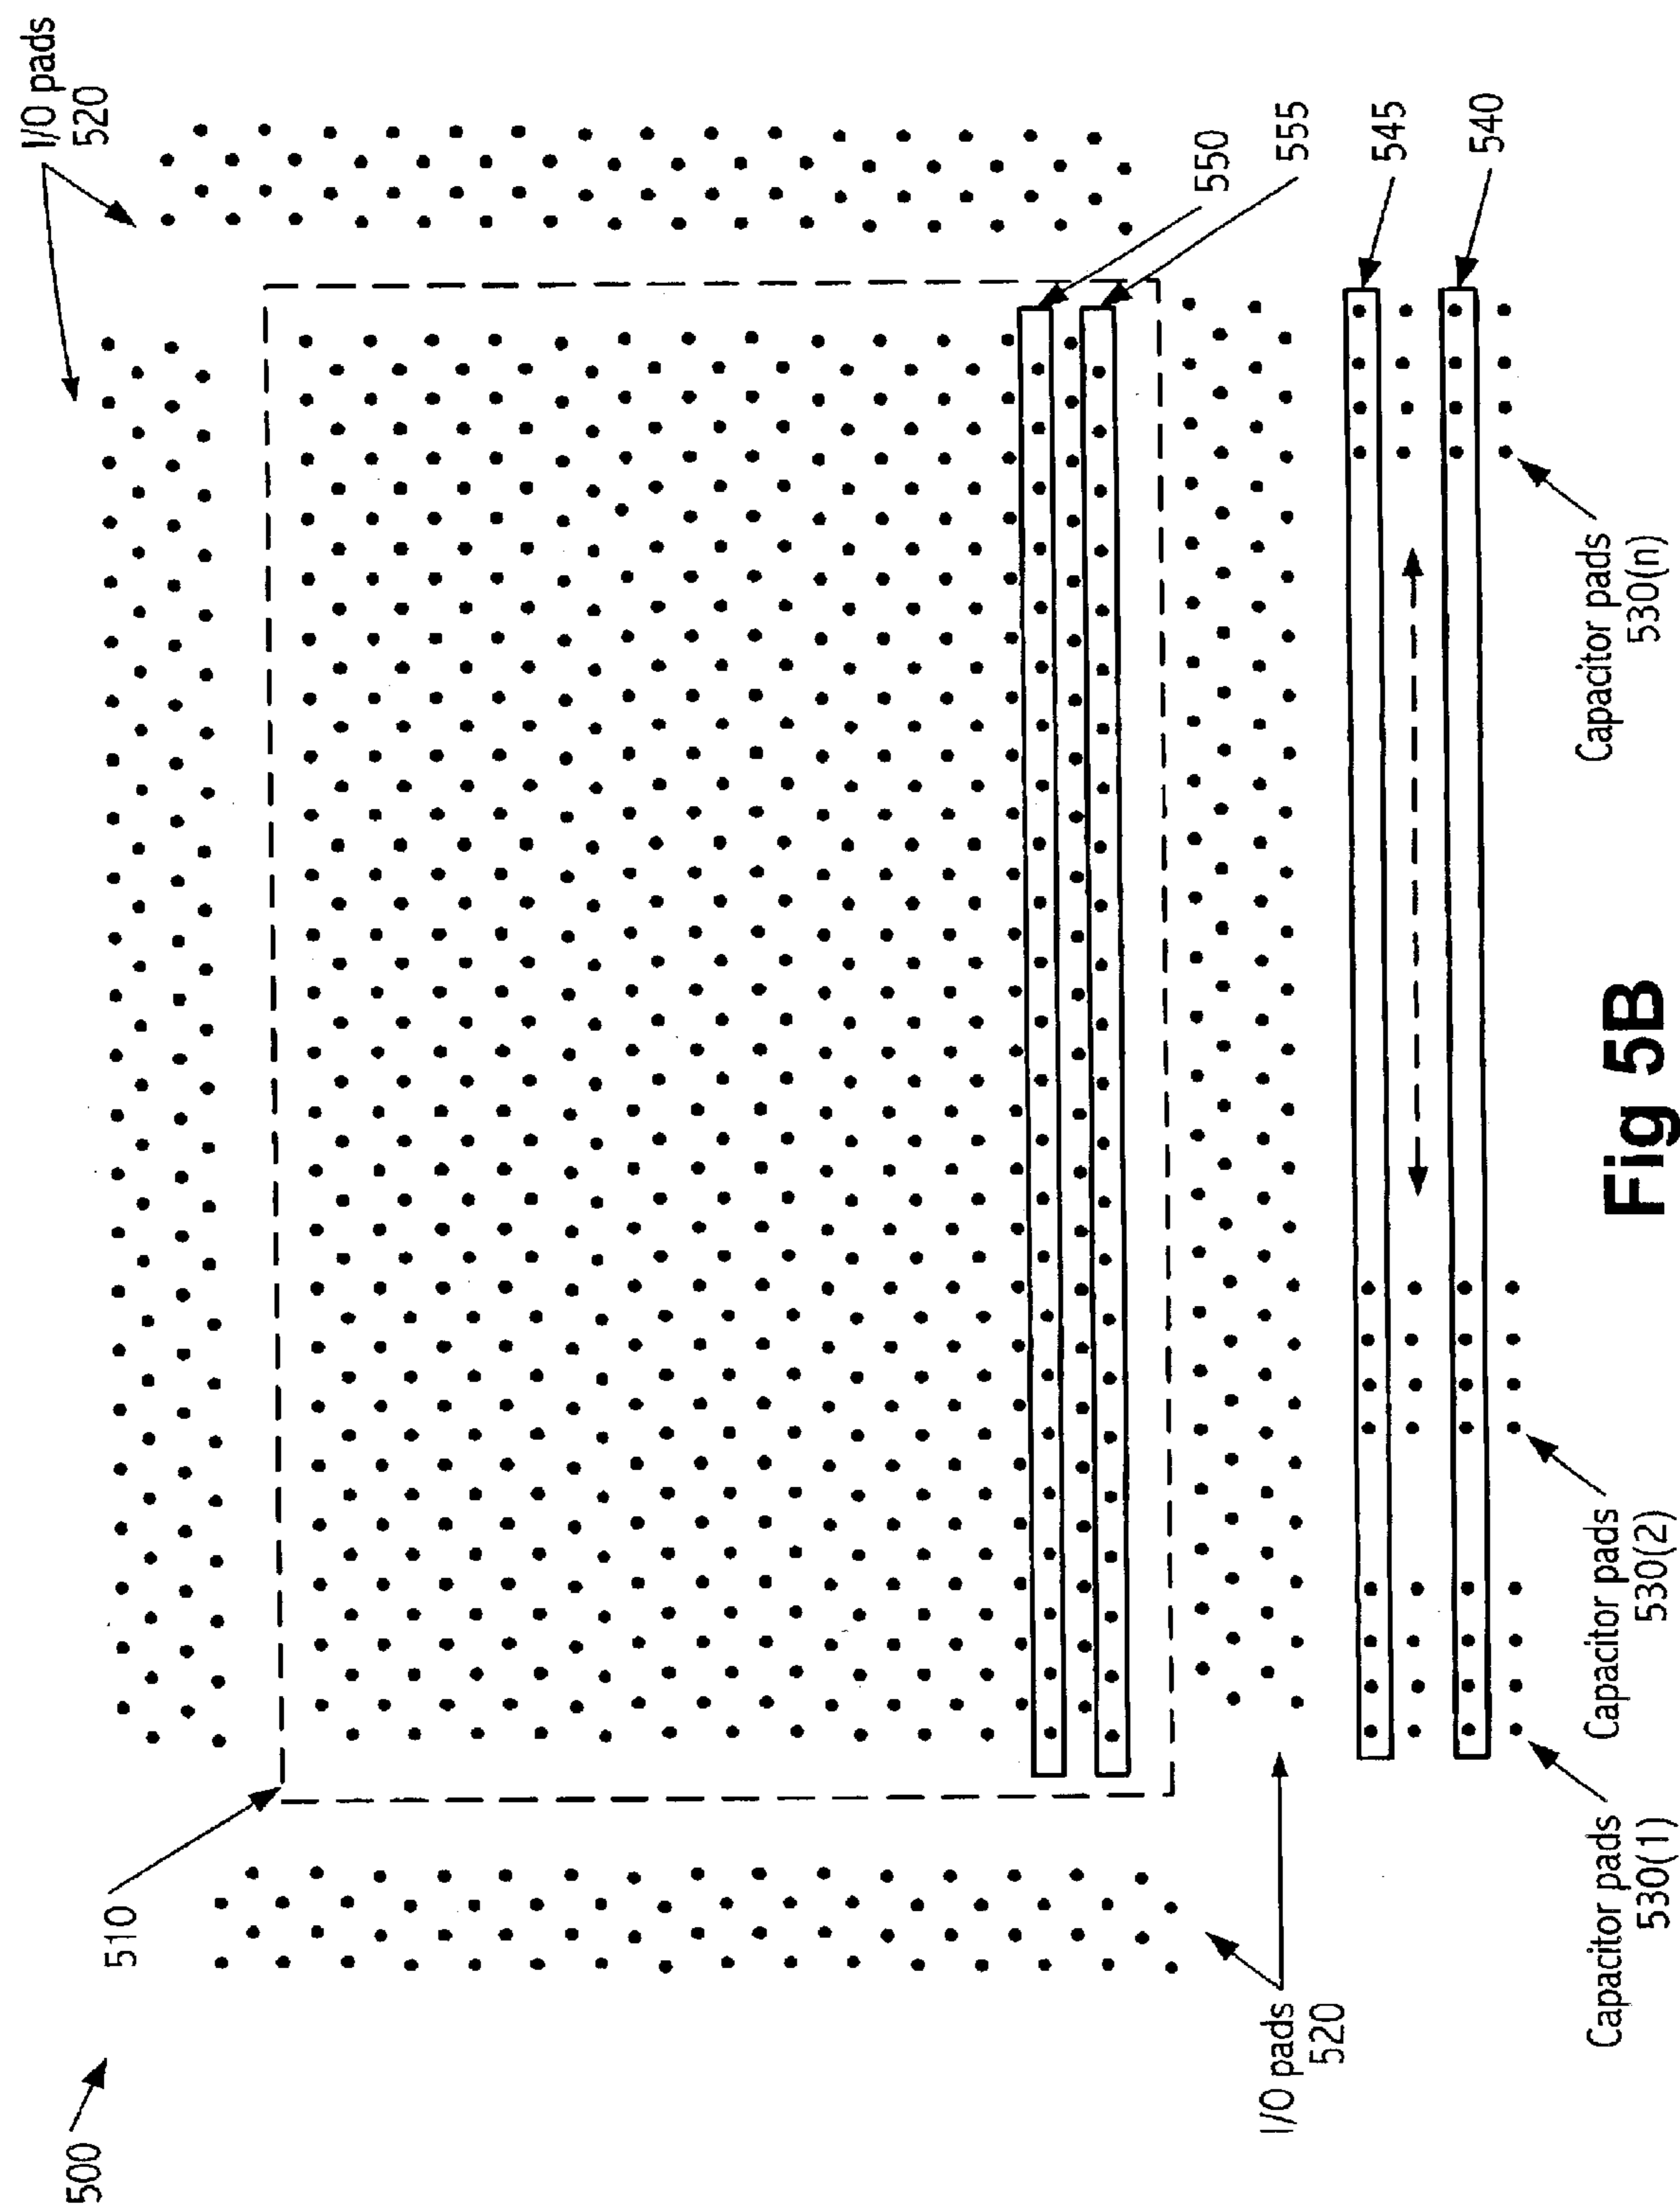 500
510
I/O pads
520
I/O pads
520
550
555
545
540
Capacitor pads
530(1)
Capacitor pads
530(2)
Capacitor pads
530(n)
Fig 5B